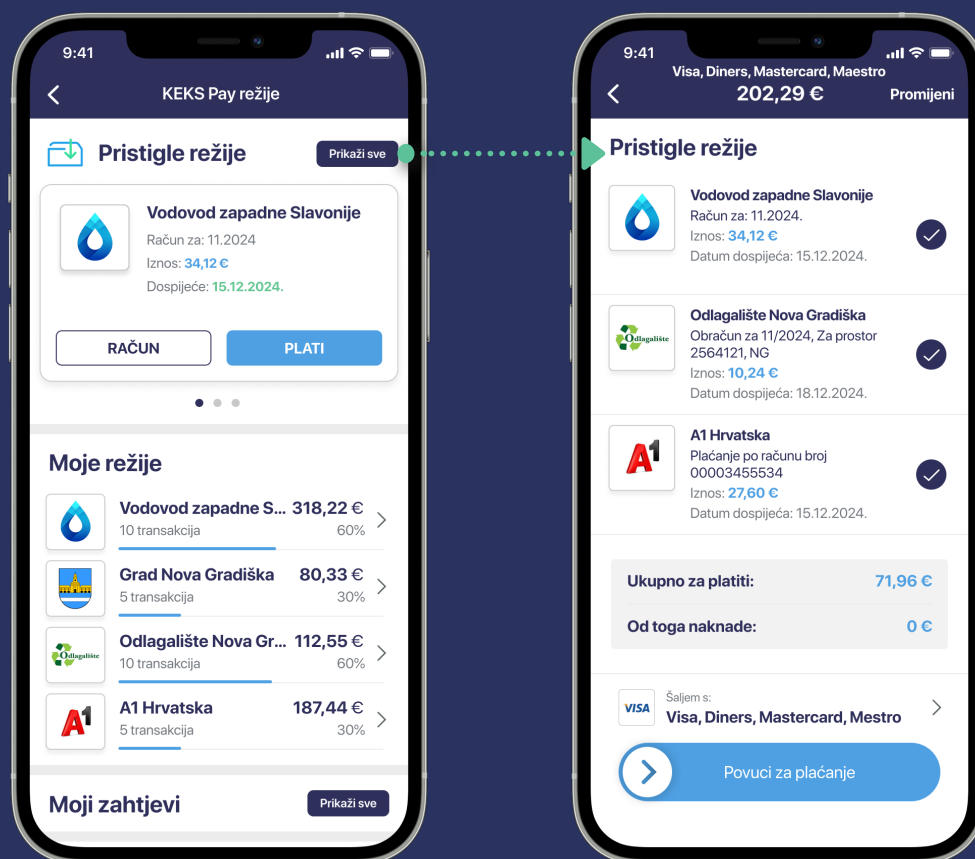 9:41
KEKS Pay režije
Pristigle režije
Prikaži sve
Vodovod zapadne Slavonije
Račun za: 11.2024
Iznos: 34,12 €
Dospijeće: 15.12.2024.
RAČUN
PLATI
Moje režije
Vodovod zapadne S... 318,22 €
10 transakcija 60%
Grad Nova Gradiška 80,33 €
5 transakcija 30%
Odlagalište
Odlagalište Nova Gr... 112,55 €
10 transakcija 60%
A1
A1 Hrvatska 187,44 €
5 transakcija 30%
Moji zahtjevi
Prikaži sve
9:41
Visa, Diners, Mastercard, Maestro
202,29 €
Promijeni
Pristigle režije
Vodovod zapadne Slavonije
Račun za: 11.2024.
Iznos: 34,12 €
Datum dospijeća: 15.12.2024.
Odlagalište
Odlagalište Nova Gradiška
Obračun za 11/2024, Za prostor
2564121, NG
Iznos: 10,24 €
Datum dospijeća: 18.12.2024.
A1
A1 Hrvatska
Plaćanje po računu broj
00003455534
Iznos: 27,60 €
Datum dospijeća: 15.12.2024.
Ukupno za platiti: 71,96 €
Od toga naknade: 0 €
VISA
Šaljem s:
Visa, Diners, Mastercard, Mestro
Povuci za plaćanje